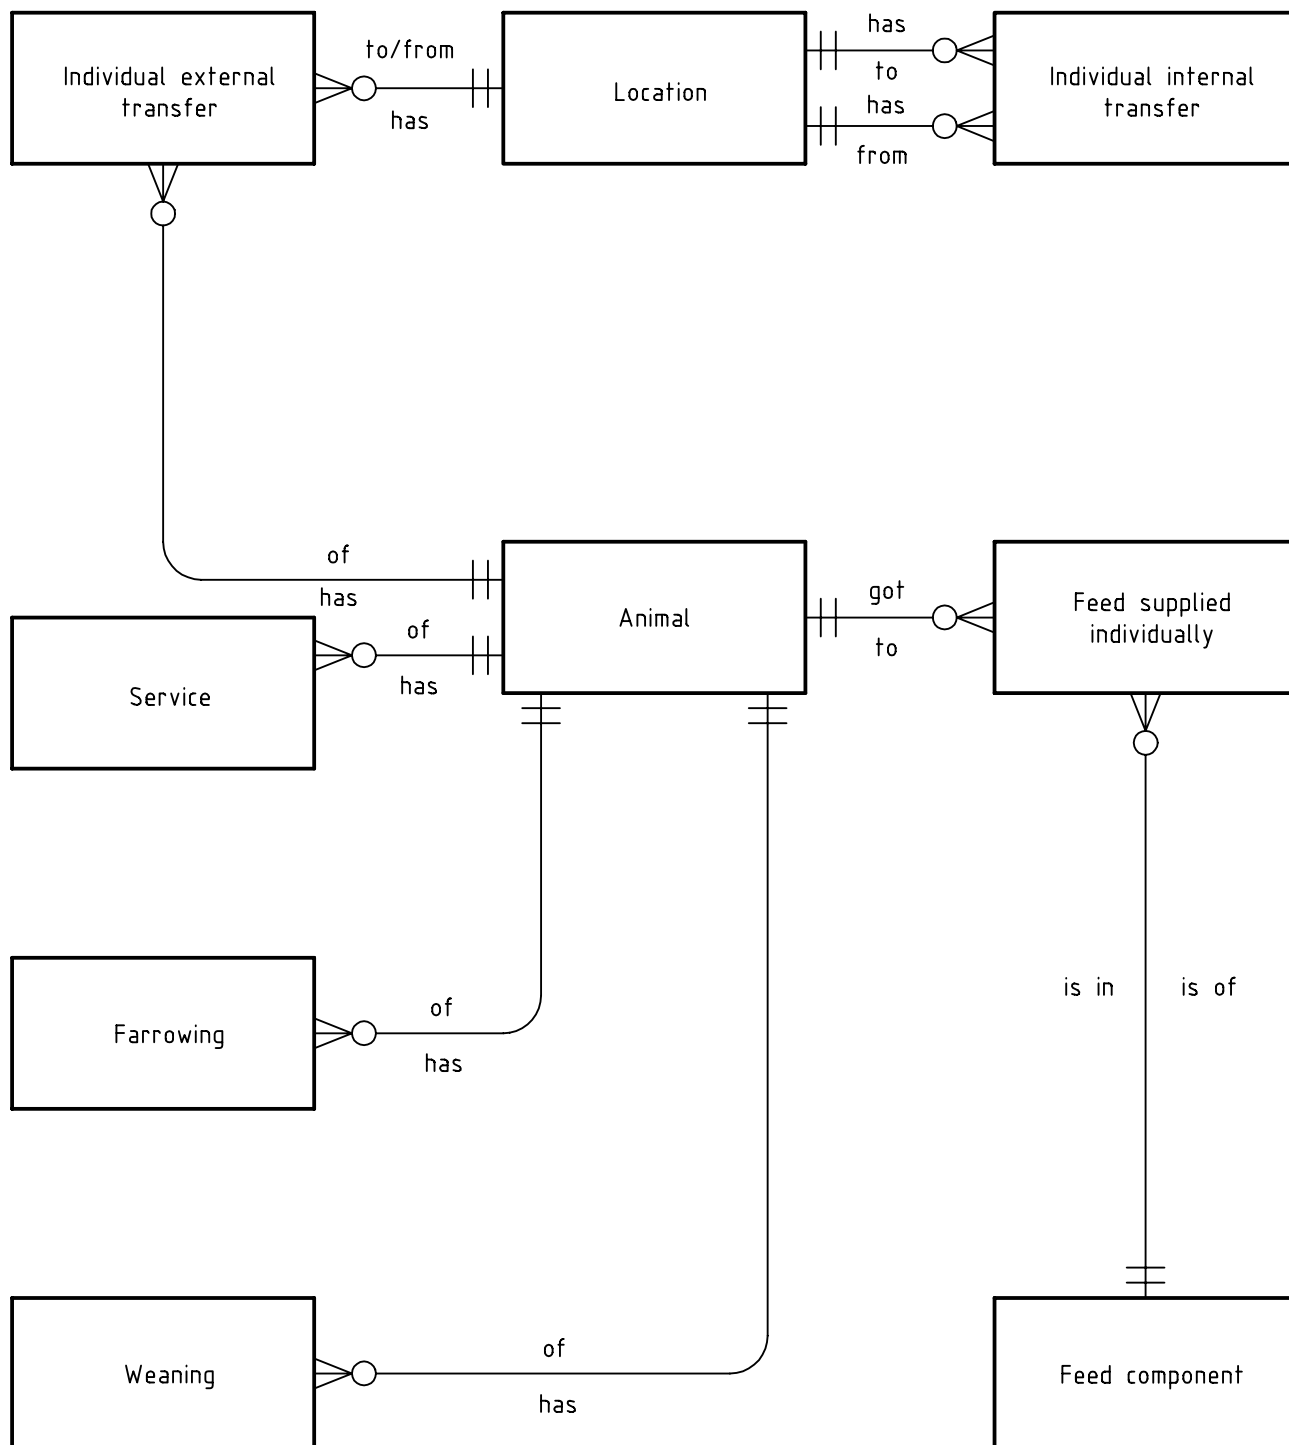 Individual external
transfer
to/from
has
Location
has
to
has
from
Individual internal
transfer
of
has
of
has
Service
Animal
got
to
Feed supplied
individually
is in
is of
Farrowing
of
has
Weaning
of
has
Feed component